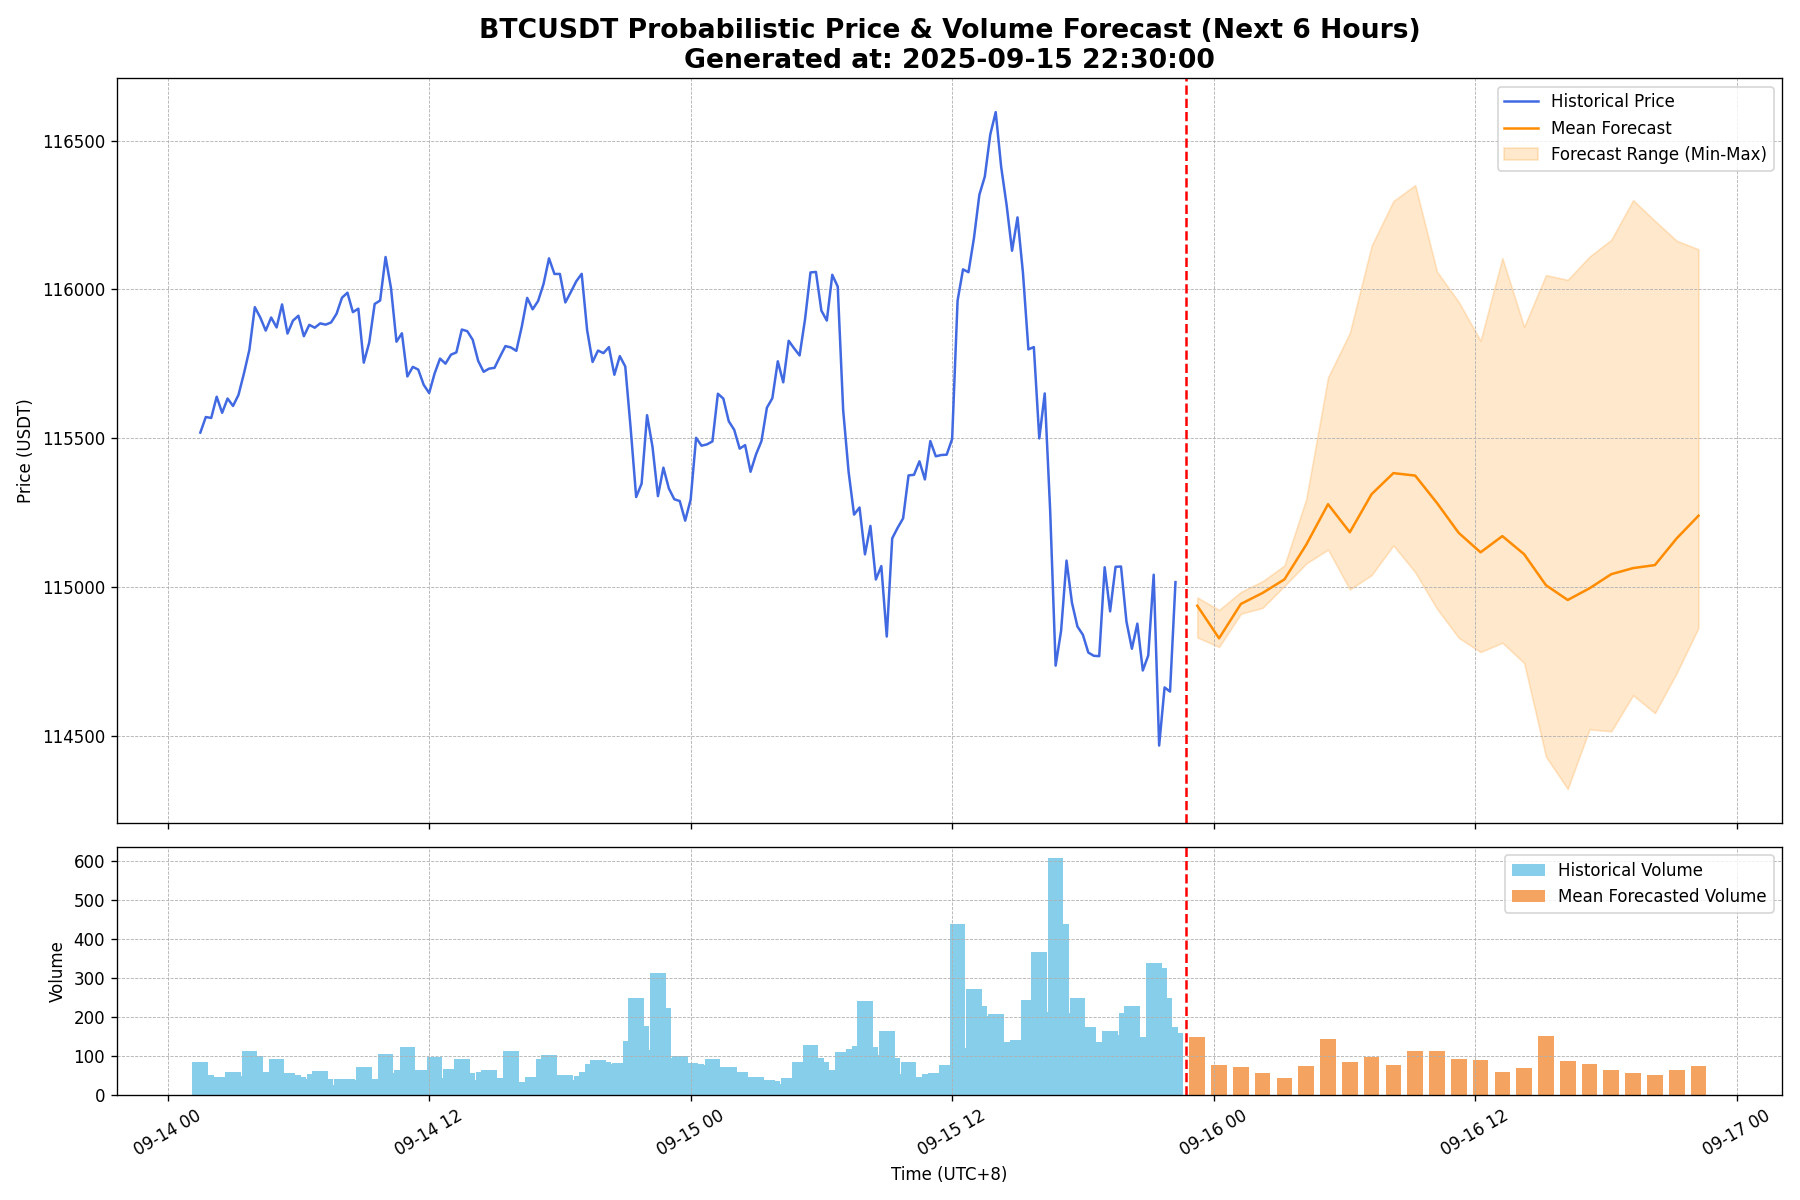 BTCUSDT Probabilistic Price & Volume Forecast (Next 6 Hours)
Generated at: 2025-09-15 22:30:00
Historical Price
Mean Forecast
Forecast Range (Min-Max)
116500
116000
115500
115000
114500
Price (USDT)
Historical Volume
Mean Forecasted Volume
600
500
400
300
200
100
0
Volume
09-14 00
09-14 12
09-15 00
09-15 12
09-16 00
09-16 12
09-17 00
Time (UTC+8)